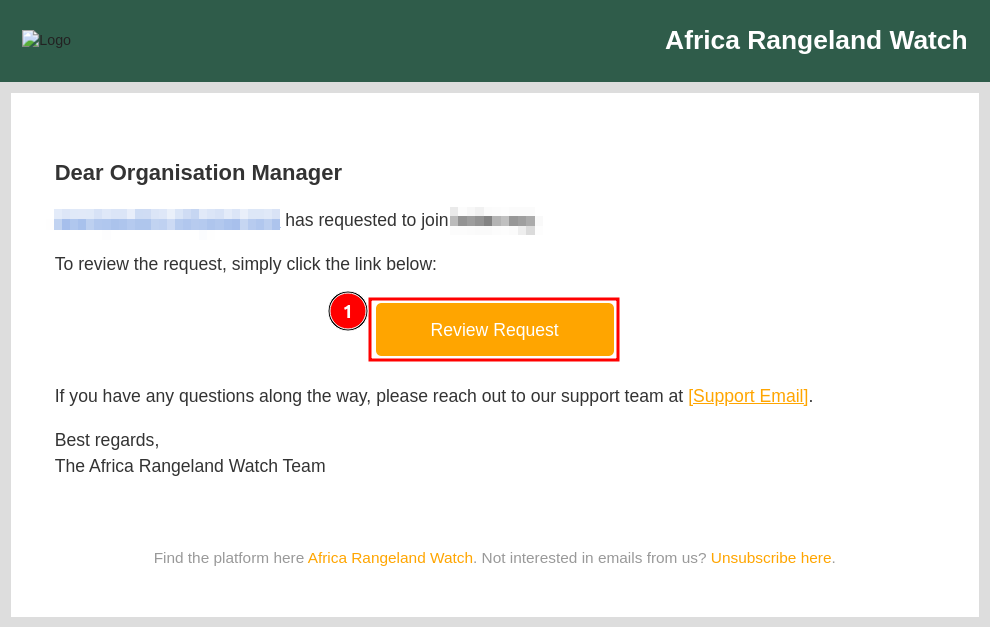 Logo
Africa Rangeland Watch
Dear Organisation Manager
has requested to join
To review the request, simply click the link below:
1
Review Request
If you have any questions along the way, please reach out to our support team at [Support Email].
Best regards,
The Africa Rangeland Watch Team
Find the platform here Africa Rangeland Watch. Not interested in emails from us? Unsubscribe here.